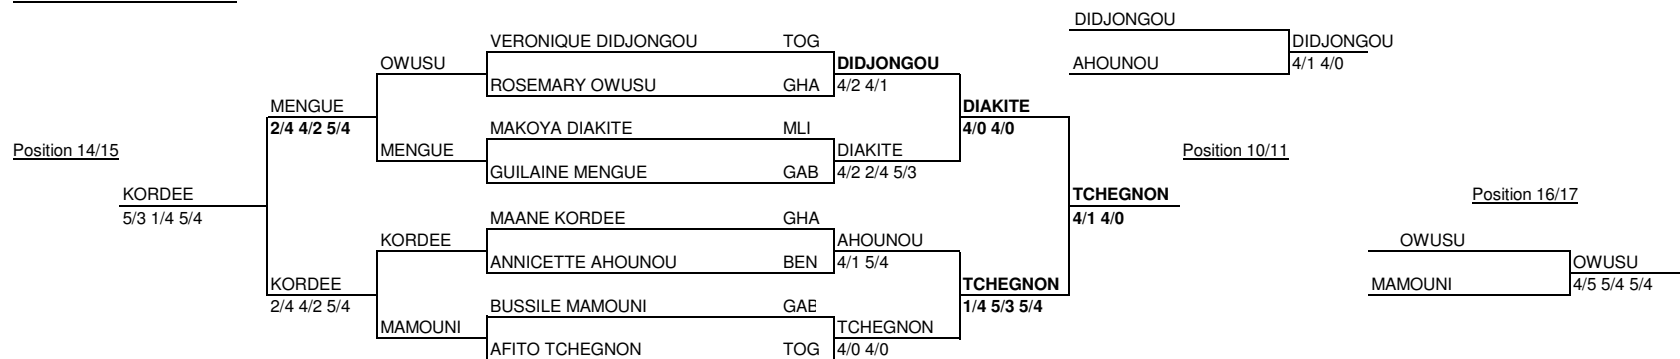 DIDJONGOU
VERONIQUE DIDJONGOU TOG DIDJONGOU
OWUSU DIDJONGOU AHOUNOU 4/1 4/0
ROSEMARY OWUSU GHA 4/2 4/1
MENGUE DIAKITE
2/4 4/2 5/4 MAKOYA DIAKITE MLI 4/0 4/0
Position 14/15 MENGUE DIAKITE Position 10/11
GUILAINE MENGUE GAB 4/2 2/4 5/3
KORDEE TCHEGNON Position 16/17
5/3 1/4 5/4 MAANE KORDEE GHA 4/1 4/0
KORDEE AHOUNOU OWUSU
ANNICETTE AHOUNOU BEN 4/1 5/4 OWUSU
KORDEE TCHEGNON MAMOUNI 4/5 5/4 5/4
2/4 4/2 5/4 BUSSILE MAMOUNI GAB 1/4 5/3 5/4
MAMOUNI TCHEGNON
AFITO TCHEGNON TOG 4/0 4/0